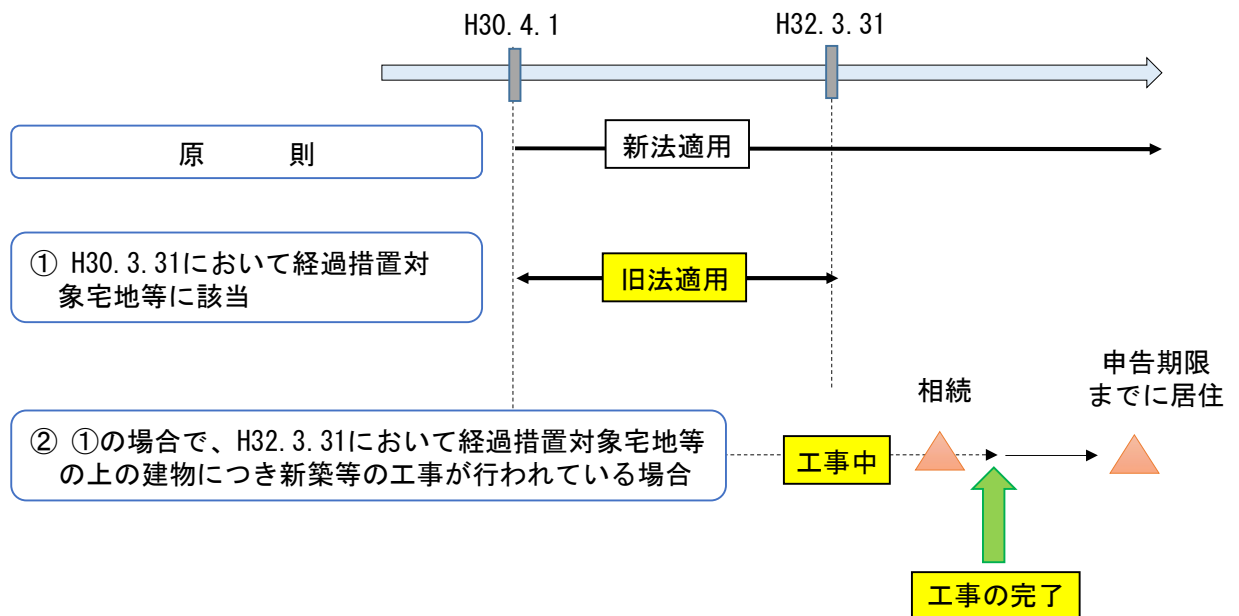 H30.4.1
H32.3.31
原則
新法適用
① H30.3.31において経過措置対
象宅地等に該当
旧法適用
相続
申告期限
までに居住
② ①の場合で、H32.3.31において経過措置対象宅地等
の上の建物につき新築等の工事が行われている場合
工事中
工事の完了